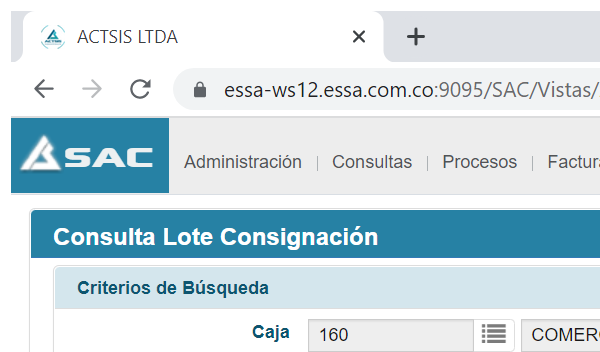 ACTSIS LTDA
essa-ws12.essa.com.co:9095/SAC/Vistas/
SAC Administración Consultas Procesos Factura
Consulta Lote Consignación
Criterios de Búsqueda
Caja 160 COMERC